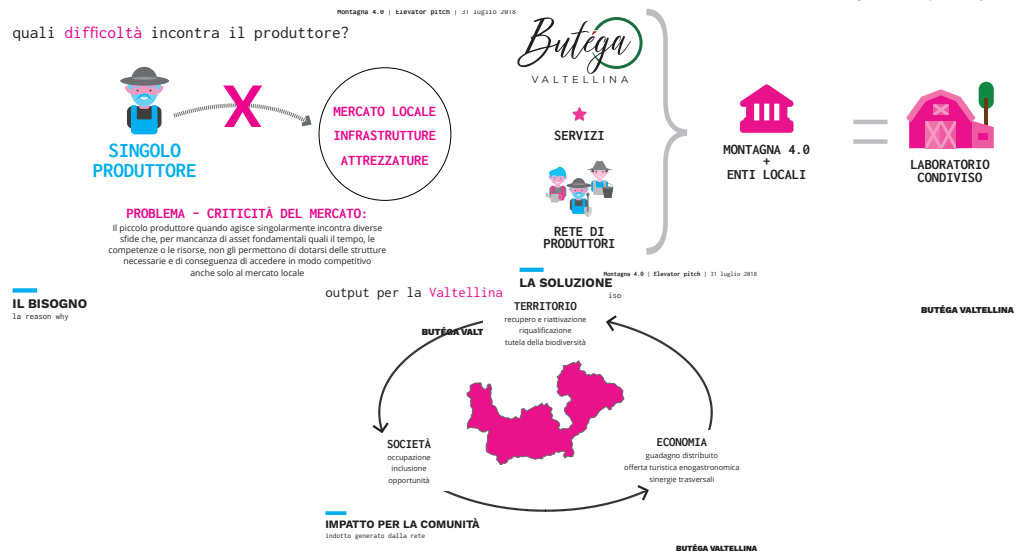 Montagna 4.0 | Elevator pitch | 31 luglio 2018
quali difficoltà incontra il produttore?
SINGOLO
PRODUTTORE
X
MERCATO LOCALE
INFRASTRUTTURE
ATTREZZATURE
PROBLEMA – CRITICITÀ DEL MERCATO:
Il piccolo produttore quando agisce singolarmente incontra diverse
sfide che, per mancanza di asset fondamentali quali il tempo, le
competenze o le risorse, non gli permettono di dotarsi delle strutture
necessarie e di conseguenza di accedere in modo competitivo
anche solo al mercato locale
IL BISOGNO
la reason why
BUTÉGA VALT
Butéga
VALTELLINA
SERVIZI
RETE DI
PRODUTTORI
MONTAGNA 4.0
+
ENTI LOCALI
LABORATORIO
CONDIVISO
LA SOLUZIONE
iso
BUTÉGA VALTELLINA
Montagna 4.0 | Elevator pitch | 31 luglio 2018
output per la Valtellina
TERRITORIO
recupero e riattivazione
riqualificazione
tutela della biodiversità
SOCIETÀ
occupazione
inclusione
opportunità
ECONOMIA
guadagno distribuito
offerta turistica enogastronomica
sinergie trasversali
IMPATTO PER LA COMUNITÀ
indotto generato dalla rete
BUTÉGA VALTELLINA